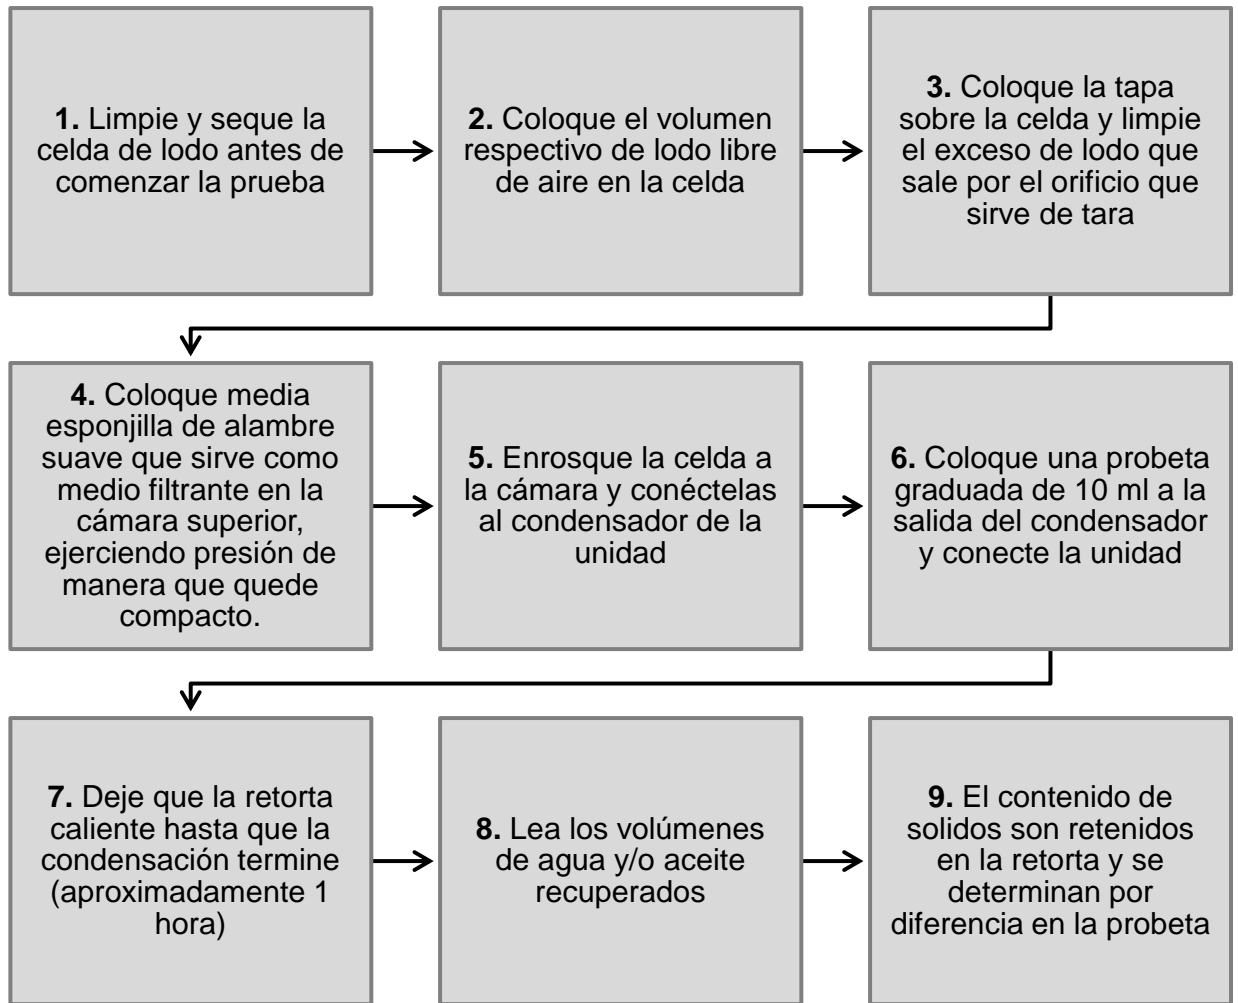 1. Limpie y seque la
celda de lodo antes de
comenzar la prueba
2. Coloque el volumen
respectivo de lodo libre
de aire en la celda
3. Coloque la tapa
sobre la celda y limpie
el exceso de lodo que
sale por el orificio que
sirve de tara
4. Coloque media
esponjilla de alambre
suave que sirve como
medio filtrante en la
cámara superior,
ejerciendo presión de
manera que quede
compacto.
5. Enrosque la celda a
la cámara y conéctelas
al condensador de la
unidad
6. Coloque una probeta
graduada de 10 ml a la
salida del condensador
y conecte la unidad
7. Deje que la retorta
caliente hasta que la
condensación termine
(aproximadamente 1
hora)
8. Lea los volúmenes
de agua y/o aceite
recuperados
9. El contenido de
solidos son retenidos
en la retorta y se
determinan por
diferencia en la probeta